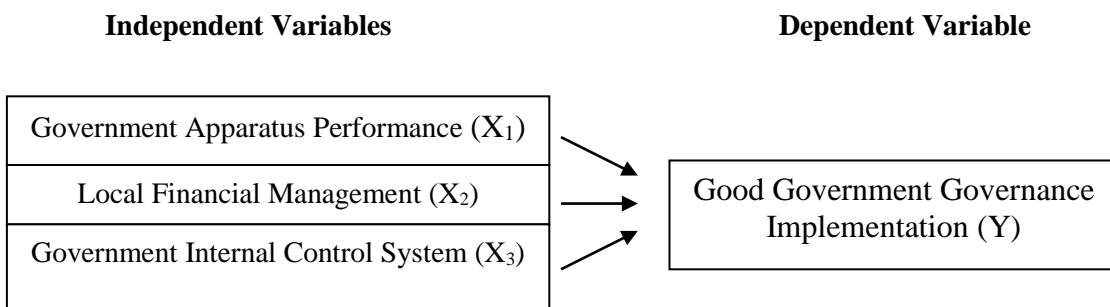 Independent Variables
Dependent Variable
Government Apparatus Performance (X₁)
Local Financial Management (X₂)
Government Internal Control System (X₃)
Good Government Governance
Implementation (Y)